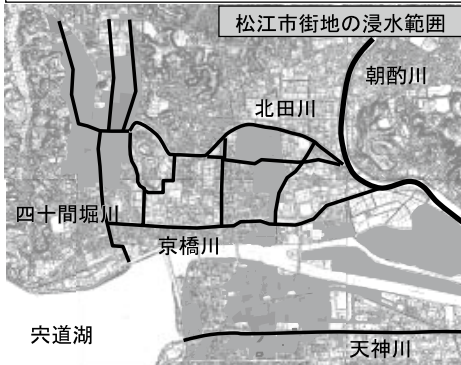 松江市街地の浸水範囲
朝酌川
北田川
四十間堀川
京橋川
宍道湖
天神川